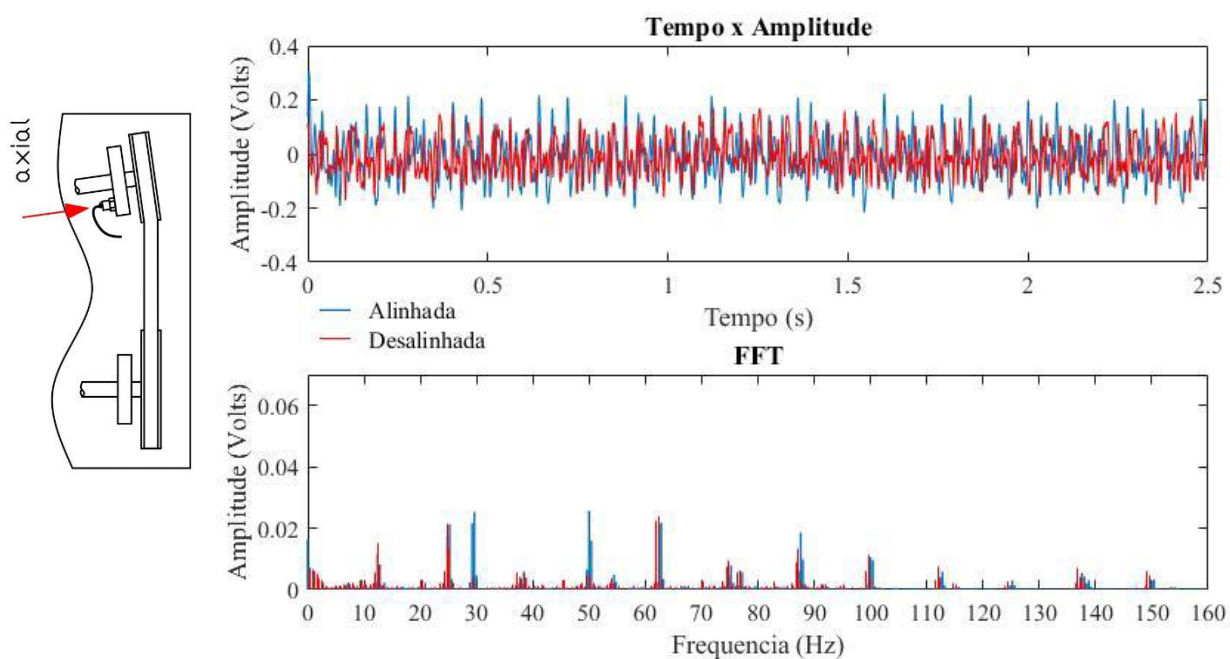 axial
Tempo x Amplitude
Amplitude (Volts)
0.4
0.2
0
-0.2
-0.4
0 0.5 1 1.5 2 2.5
Tempo (s)
Alinhada
Desalinhada
FFT
Amplitude (Volts)
0.06
0.04
0.02
0
0 10 20 30 40 50 60 70 80 90 100 110 120 130 140 150 160
Frequencia (Hz)